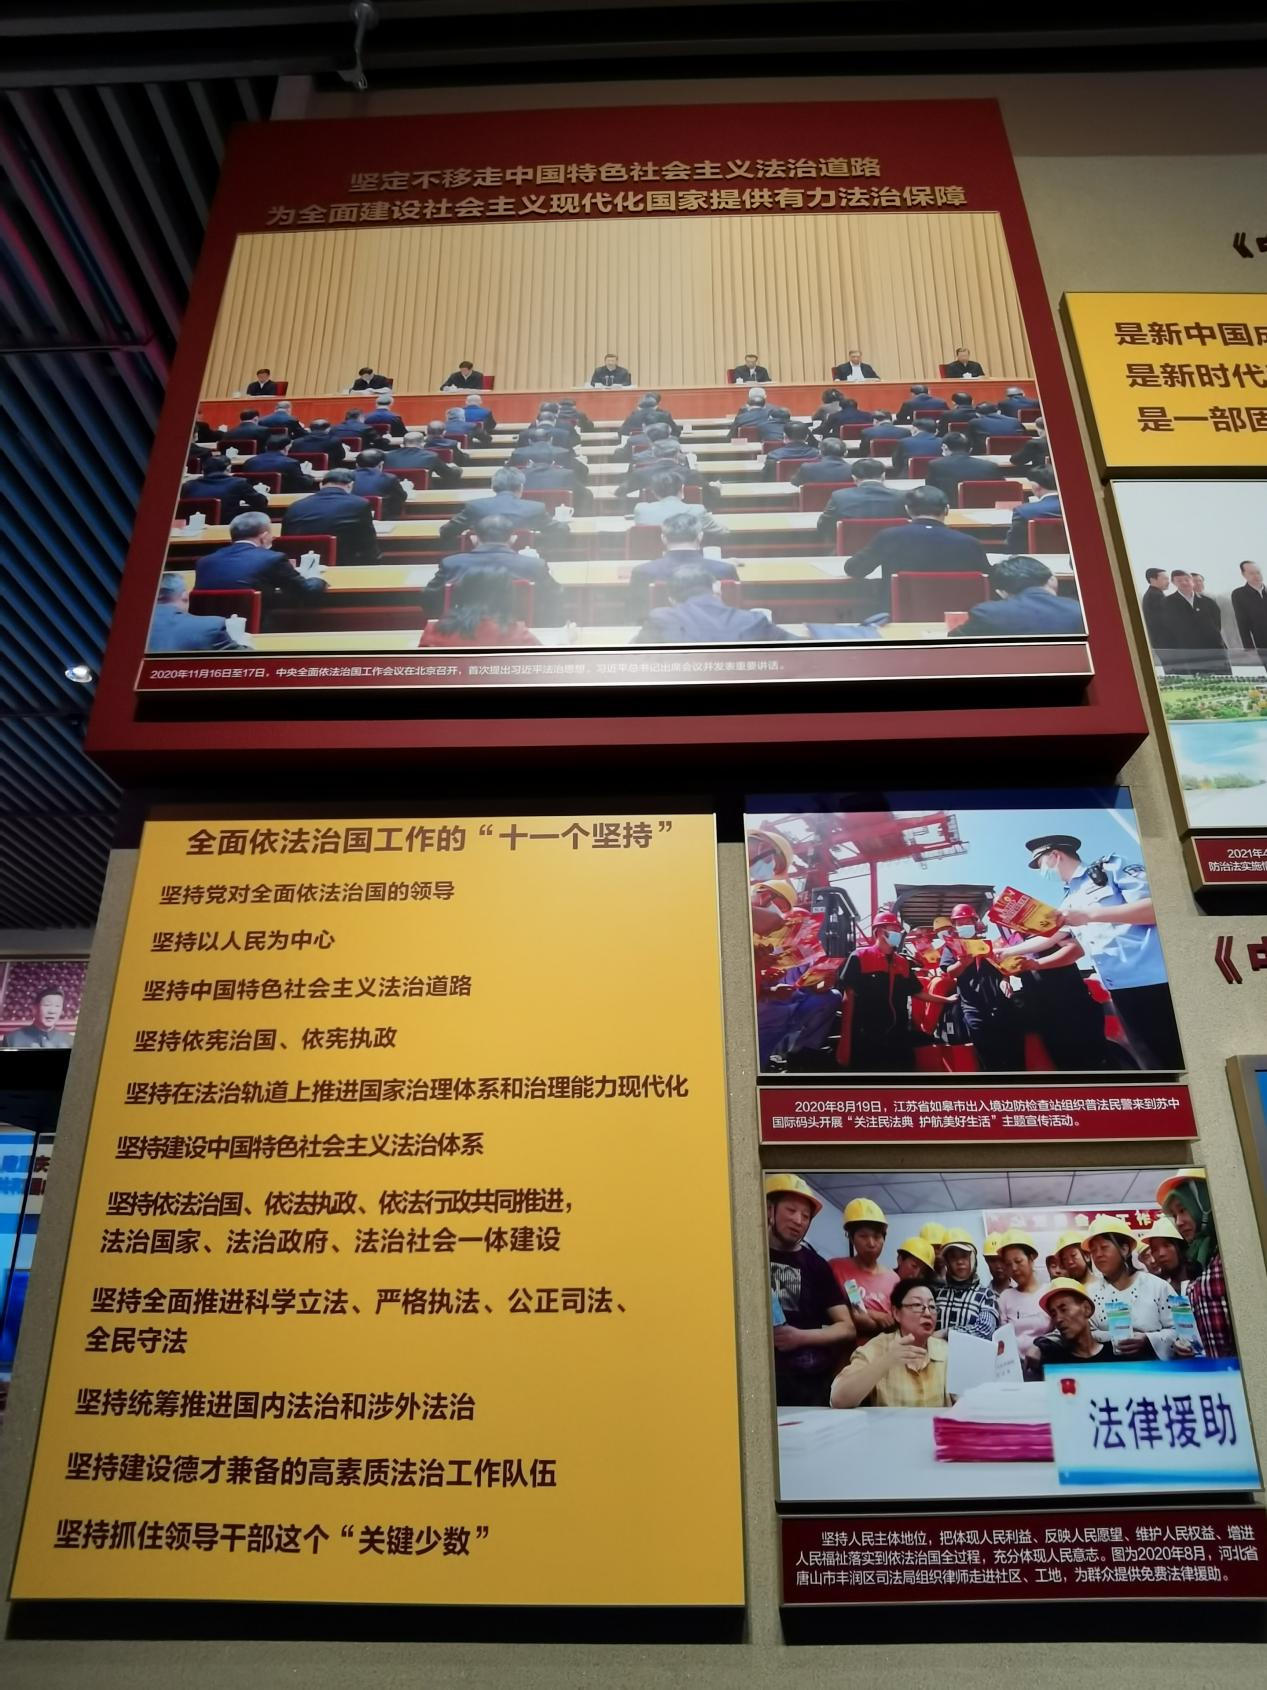 坚定不移走中国特色社会主义法治道路
为全面建设社会主义现代化国家提供有力法治保障
2020年11月16日至17日，中央全面依法治国工作会议在北京召开，首次提出习近平法治思想。习近平总书记出席会议并发表重要讲话。
全面依法治国工作的“十一个坚持”
坚持党对全面依法治国的领导
坚持以人民为中心
坚持中国特色社会主义法治道路
坚持依宪治国、依宪执政
坚持在法治轨道上推进国家治理体系和治理能力现代化
坚持建设中国特色社会主义法治体系
坚持依法治国、依法执政、依法行政共同推进，
法治国家、法治政府、法治社会一体建设
坚持全面推进科学立法、严格执法、公正司法、
全民守法
坚持统筹推进国内法治和涉外法治
坚持建设德才兼备的高素质法治工作队伍
坚持抓住领导干部这个“关键少数”
2020年8月19日，江苏省如皋市出入境边防检查站组织普法民警来到苏中
国际码头开展“关注民法典 护航美好生活”主题宣传活动。
法律援助
坚持人民主体地位，把体现人民利益、反映人民愿望、维护人民权益、增进
人民福祉落实到依法治国全过程，充分体现人民意志。图为2020年8月，河北省
唐山市丰润区司法局组织律师走进社区、工地，为群众提供免费法律援助。
《中
是新中国成
是新时代
是一部固
2021年4
防治法实施情
《中